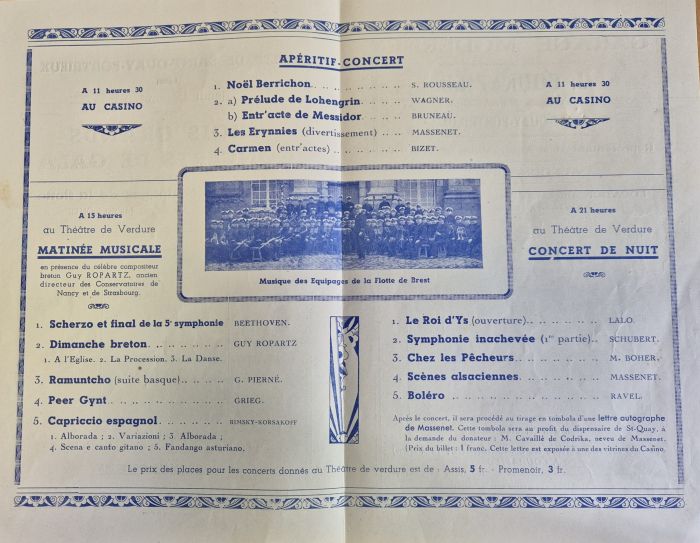 APÉRITIF-CONCERT
A 11 heures 30
AU CASINO
1. Noël Berrichon . . . . . . . . . . S. ROUSSEAU.
2. a) Prélude de Lohengrin . . . . . WAGNER.
b) Entr'acte de Messidor . . . . . BRUNEAU.
3. Les Erynnies (divertissement) . . . MASSENET.
4. Carmen (entr'actes) . . . . . . . BIZET.
A 11 heures 30
AU CASINO
Musique des Equipages de la Flotte de Brest
A 15 heures
au Théâtre de Verdure
MATINÉE MUSICALE
en présence du célèbre compositeur
breton Guy ROPARTZ, ancien
directeur des Conservatoires de
Nancy et de Strasbourg.
1. Scherzo et final de la 5e symphonie BEETHOVEN.
2. Dimanche breton . . . . . . . . GUY ROPARTZ
1. A l'Eglise. 2. La Procession. 3. La Danse.
3. Ramuntcho (suite basque) . . . . . G. PIERNÉ.
4. Peer Gynt . . . . . . . . . . . GRIEG.
5. Capriccio espagnol . . . . . . . RIMSKY-KORSAKOFF
1. Alborada ; 2. Variazioni ; 3. Alborada ;
4. Scena e canto gitano ; 5. Fandango asturiano.
A 21 heures
au Théâtre de Verdure
CONCERT DE NUIT
1. Le Roi d'Ys (ouverture) . . . . . . . LALO.
2. Symphonie inachevée (1re partie) . . SCHUBERT.
3. Chez les Pêcheurs . . . . . . . . M. BOHER.
4. Scènes alsaciennes . . . . . . . . MASSENET.
5. Boléro . . . . . . . . . . . . . RAVEL.
Après le concert, il sera procédé au tirage en tombola d'une lettre autographe
de Massenet. Cette tombola sera au profit du dispensaire de St-Quay, à
la demande du donateur : M. Cavaillé de Codrika, neveu de Massenet.
(Prix du billet : 1 franc. Cette lettre est exposée à une des vitrines du Casino.
Le prix des places pour les concerts donnés au Théâtre de verdure est de : Assis, 5 fr. - Promenoir, 3 fr.